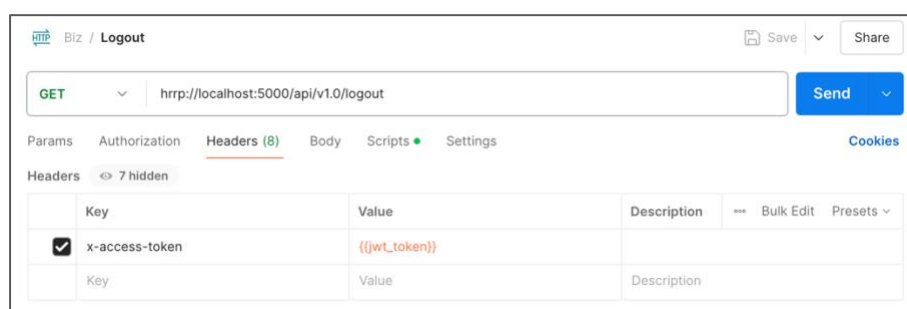 HTTP Biz / Logout Save Share
GET hrrp://localhost:5000/api/v1.0/logout Send
Params Authorization Headers (8) Body Scripts Settings Cookies
Headers 7 hidden
Key Value Description Bulk Edit Presets
x-access-token {{jwt_token}}
Key Value Description